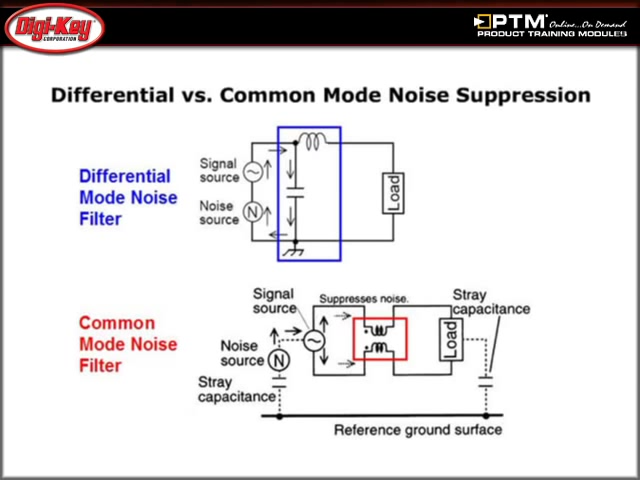 Digi-Key
CORPORATION
PTM
Online...On Demand
PRODUCT TRAINING MODULES
Differential vs. Common Mode Noise Suppression
Differential
Mode Noise
Filter
Signal
source
Noise
source
N
Load
Common
Mode Noise
Filter
Signal
source
Suppresses noise.
Stray
capacitance
Noise
source
N
Load
Stray
capacitance
Reference ground surface